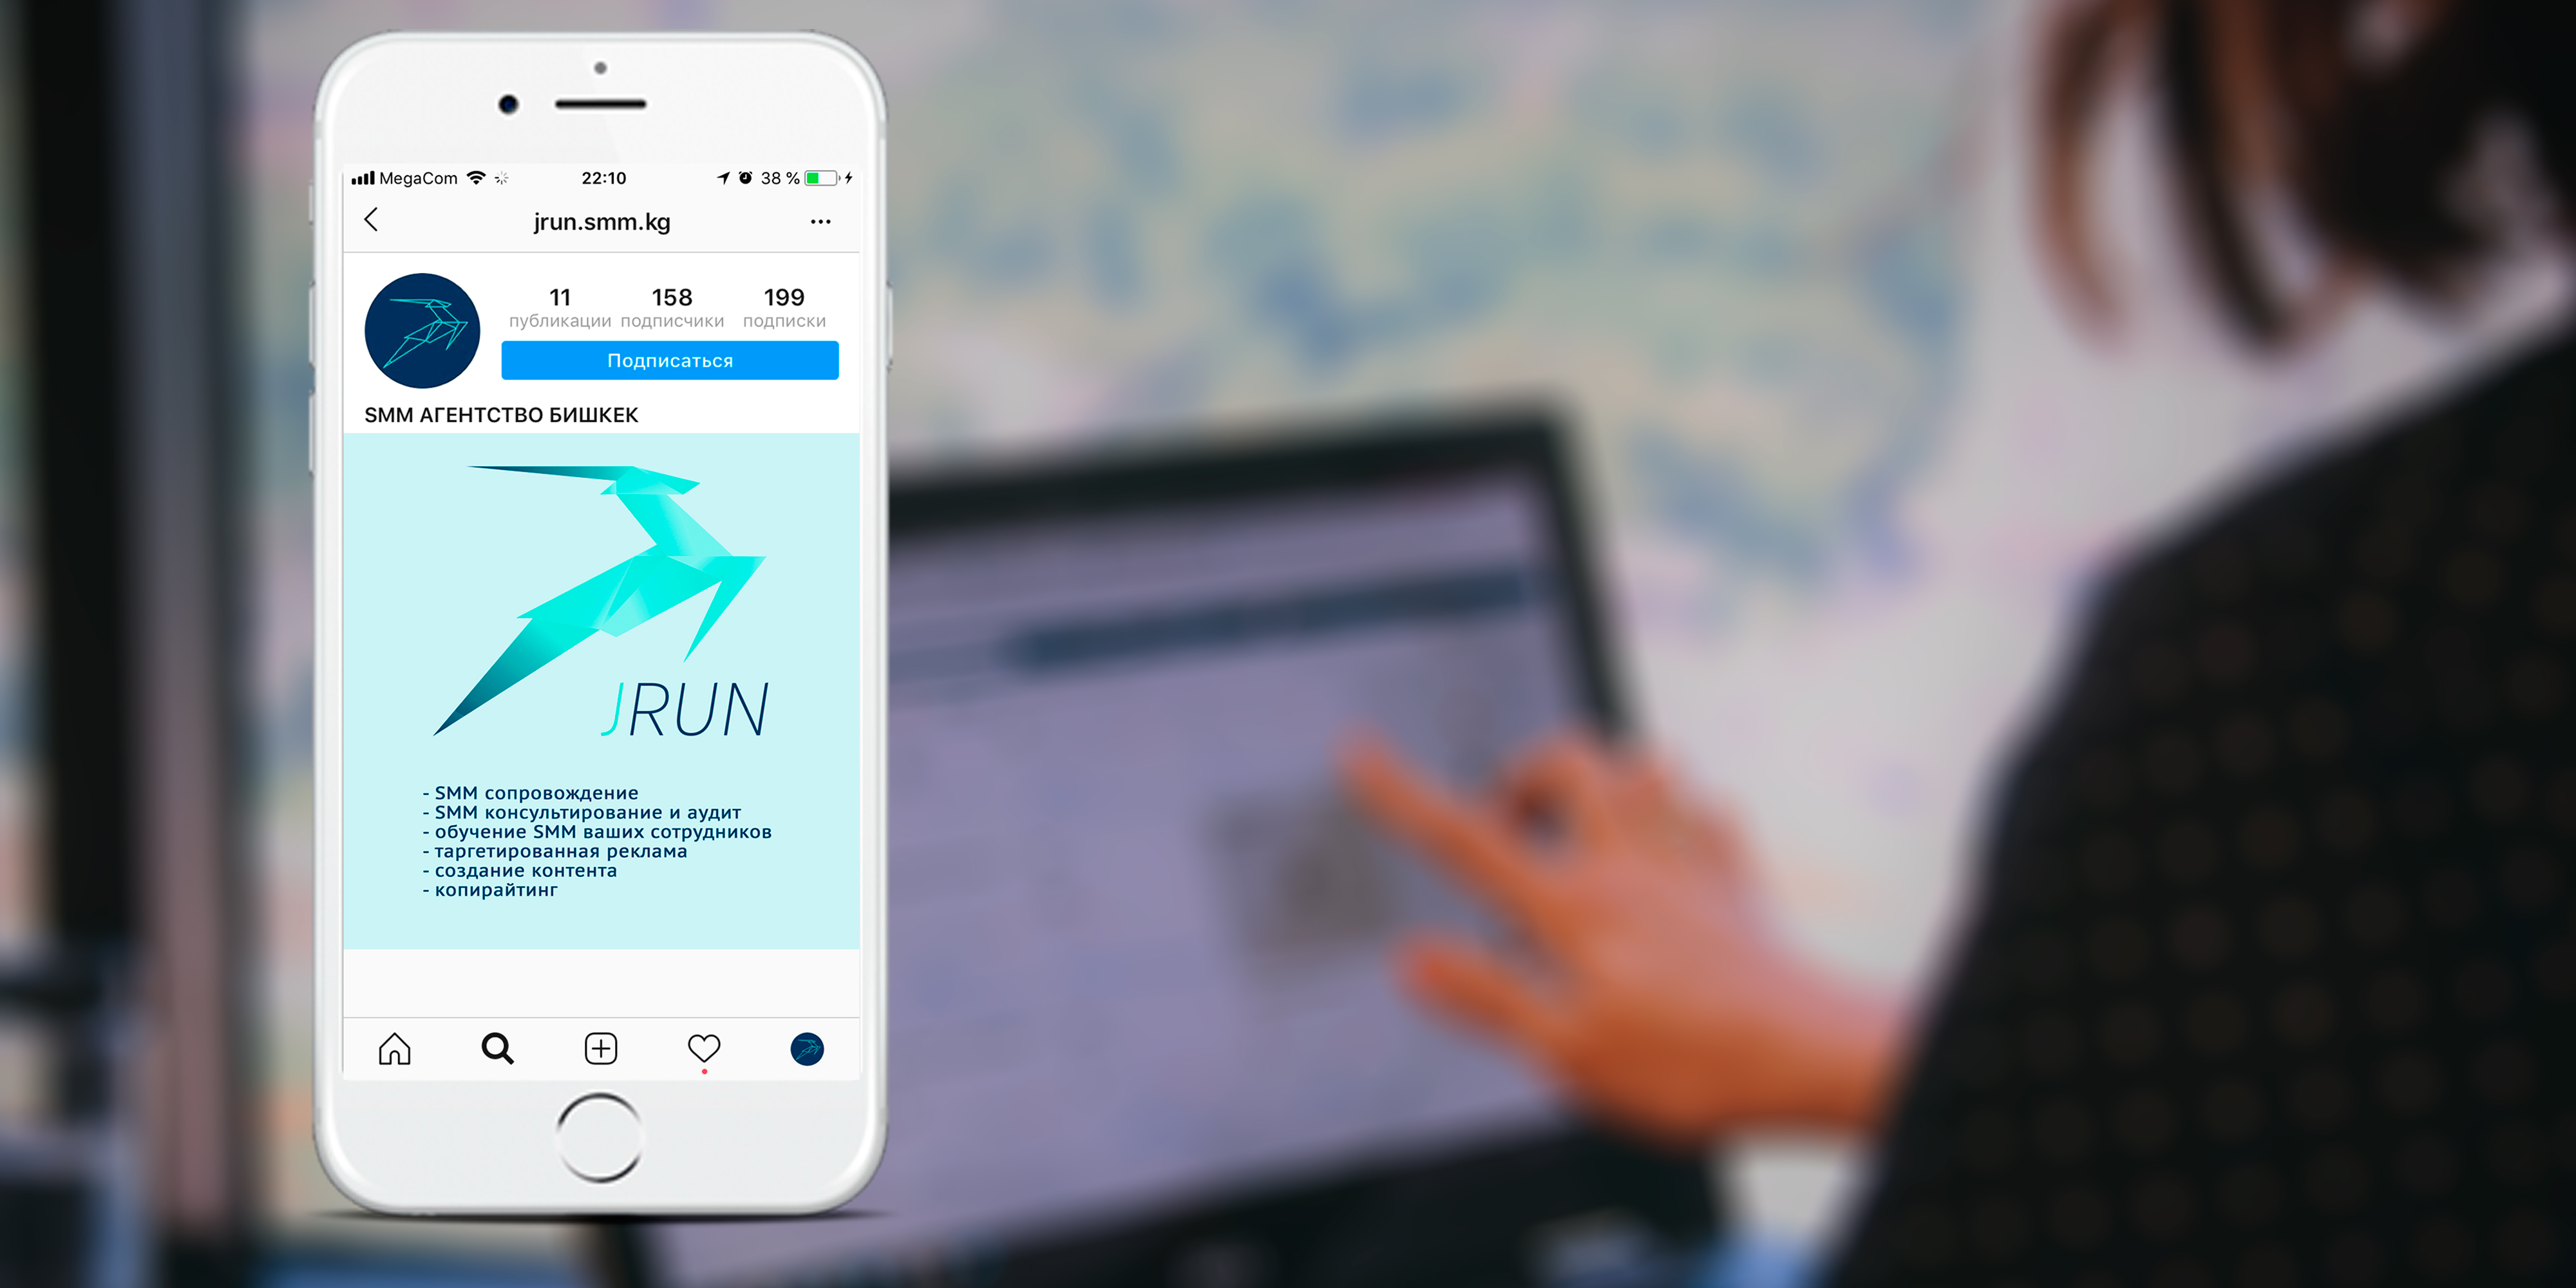 MegaCom 22:10 38 %
jrun.smm.kg
11 158 199
публикации подписчики подписки
Подписаться
SMM АГЕНТСТВО БИШКЕК
JRUN
- SMM сопровождение
- SMM консультирование и аудит
- обучение SMM ваших сотрудников
- таргетированная реклама
- создание контента
- копирайтинг